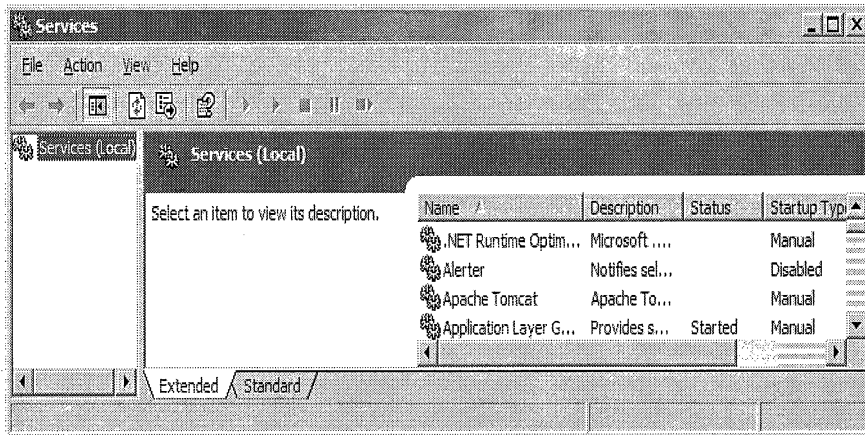 Services
File Action View Help
Services (Local)
Services (Local)
Select an item to view its description.
Name Description Status Startup Typ
.NET Runtime Optim... Microsoft .... Manual
Alerter Notifies sel... Disabled
Apache Tomcat Apache To... Manual
Application Layer G... Provides s... Started Manual
Extended Standard